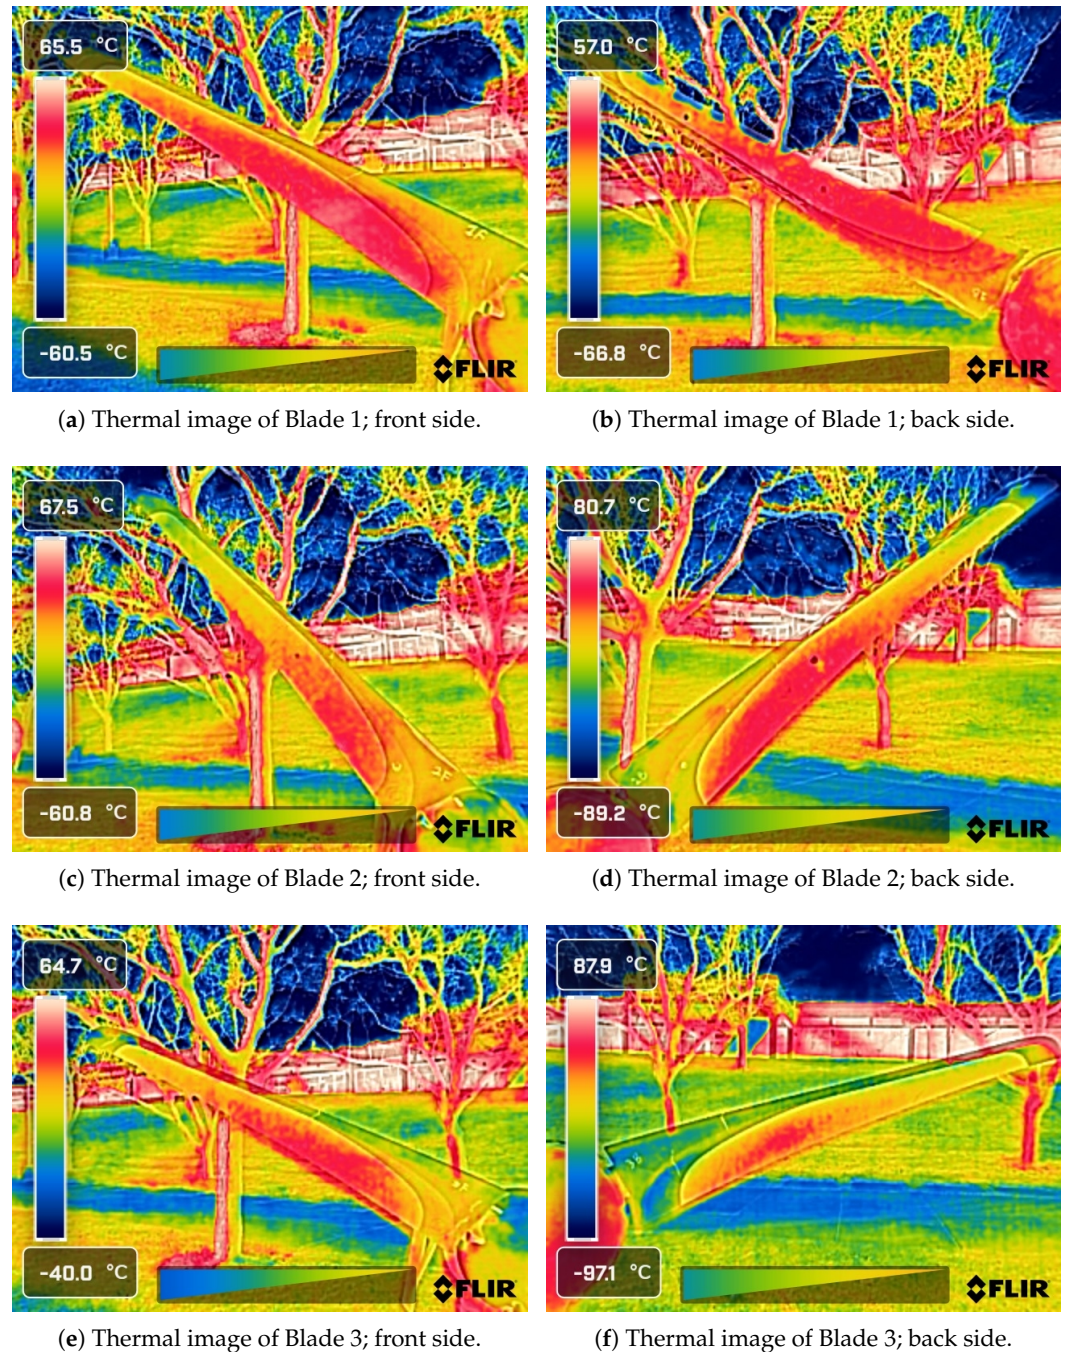 65.5 °C
57.0 °C
2F
-60.5 °C
FLIR
-66.8 °C
FLIR
(a) Thermal image of Blade 1; front side.
(b) Thermal image of Blade 1; back side.
67.5 °C
80.7 °C
2F
-60.8 °C
FLIR
-89.2 °C
FLIR
(c) Thermal image of Blade 2; front side.
(d) Thermal image of Blade 2; back side.
64.7 °C
87.9 °C
-40.0 °C
FLIR
-97.1 °C
FLIR
(e) Thermal image of Blade 3; front side.
(f) Thermal image of Blade 3; back side.